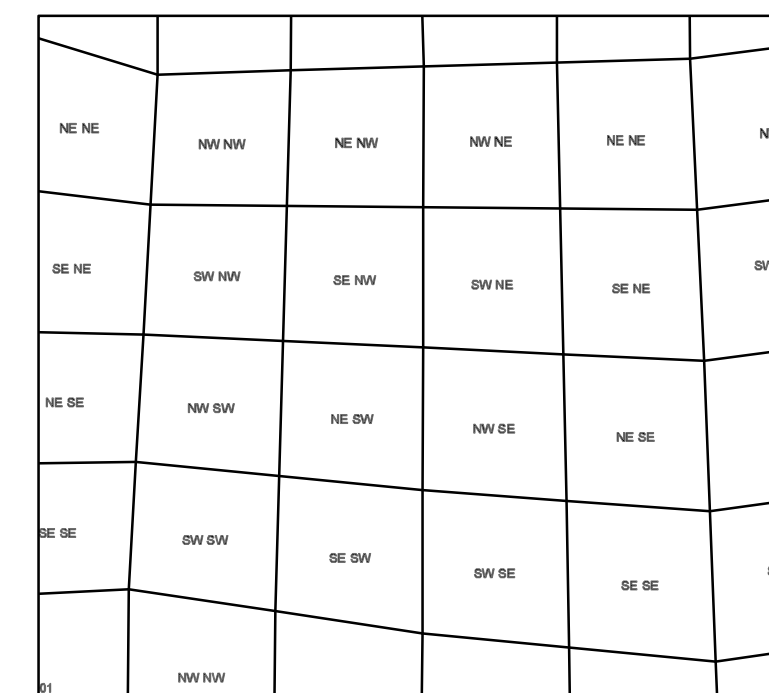 NE NE
NW NW
NE NW
NW NE
NE NE
SE NE
SW NW
SE NW
SW NE
SE NE
NE SE
NW SW
NE SW
NW SE
NE SE
SE SE
SW SW
SE SW
SW SE
SE SE
NW NW
01